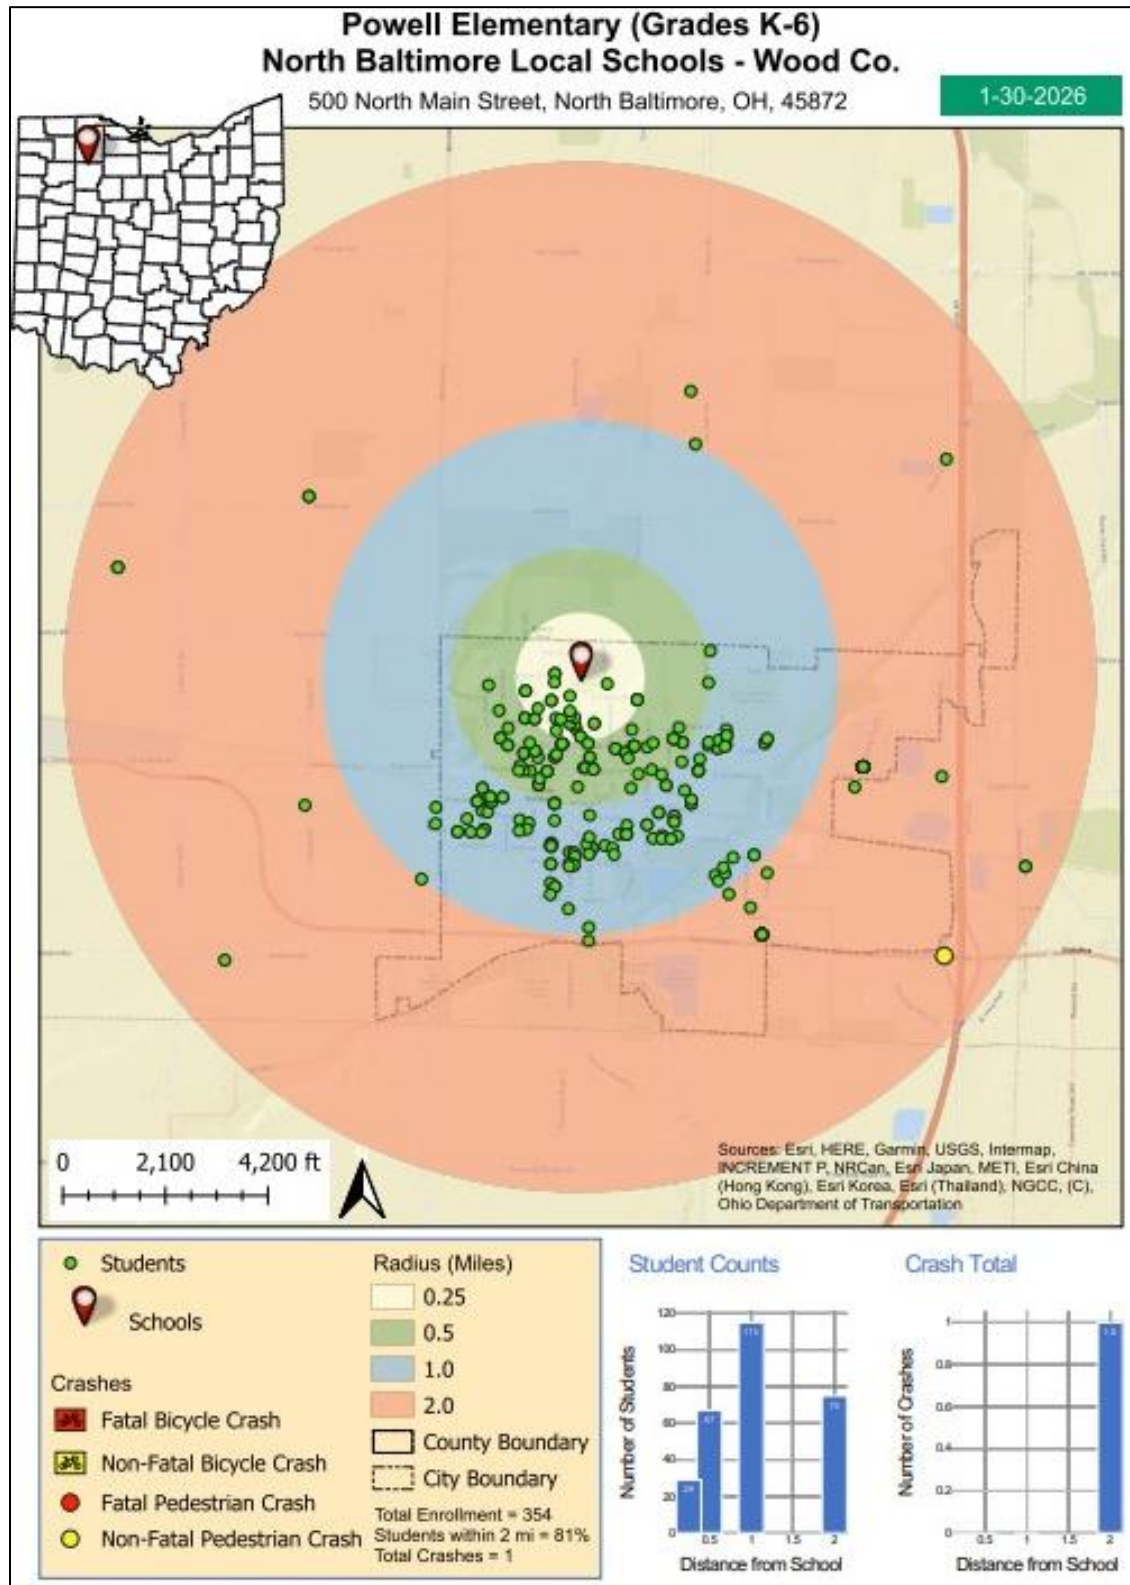 Powell Elementary (Grades K-6)
North Baltimore Local Schools - Wood Co.
500 North Main Street, North Baltimore, OH, 45872
1-30-2026
0 2,100 4,200 ft
Sources: Esri, HERE, Garmin, USGS, Intermap,
INCREMENT P, NRCan, Esri Japan, METI, Esri China
(Hong Kong), Esri Korea, Esri (Thailand), NGCC, (C),
Ohio Department of Transportation
Students
Schools
Crashes
Fatal Bicycle Crash
Non-Fatal Bicycle Crash
Fatal Pedestrian Crash
Non-Fatal Pedestrian Crash
Radius (Miles)
0.25
0.5
1.0
2.0
County Boundary
City Boundary
Total Enrollment = 354
Students within 2 mi = 81%
Total Crashes = 1
Student Counts
Number of Students
120
100
80
60
40
20
0
67
75
0.5 1 1.5 2
Distance from School
Crash Total
Number of Crashes
1
0.8
0.6
0.4
0.2
0
0.5 1 1.5 2
Distance from School